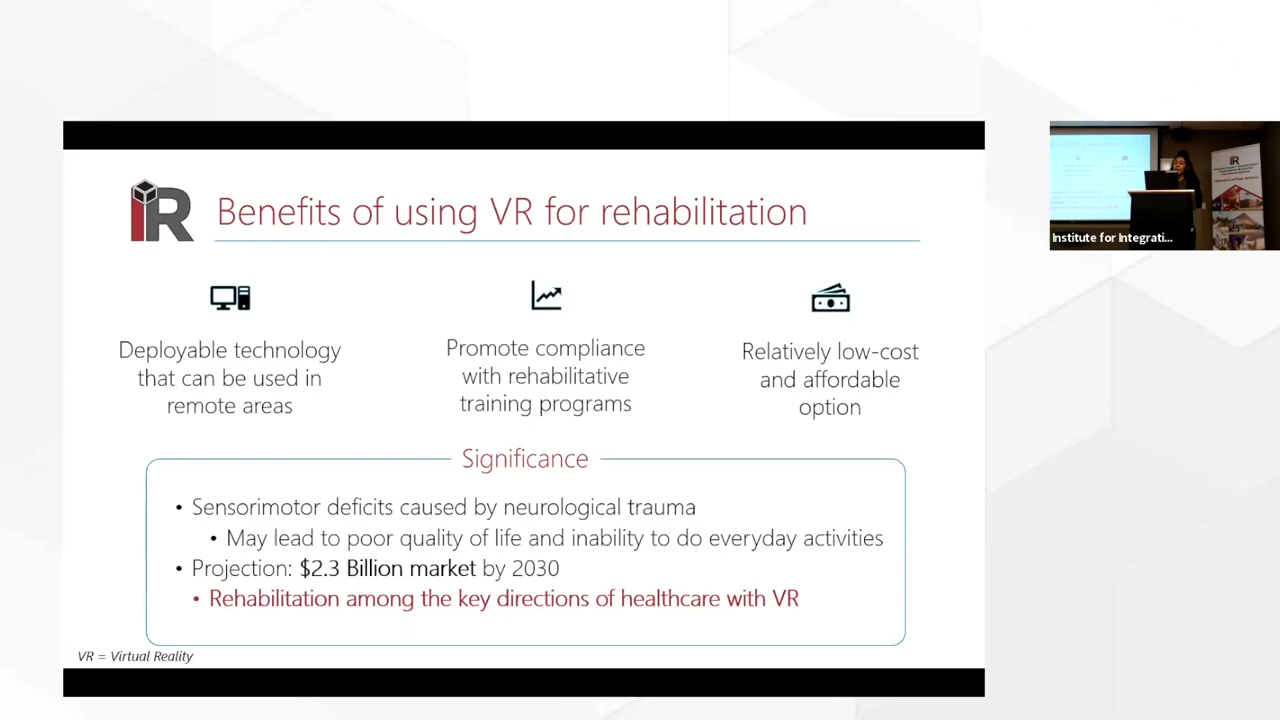 IR
Benefits of using VR for rehabilitation
Deployable technology
that can be used in
remote areas
Promote compliance
with rehabilitative
training programs
Relatively low-cost
and affordable
option
Significance
• Sensorimotor deficits caused by neurological trauma
• May lead to poor quality of life and inability to do everyday activities
• Projection: $2.3 Billion market by 2030
• Rehabilitation among the key directions of healthcare with VR
VR = Virtual Reality
IR
Institute for Integrati...